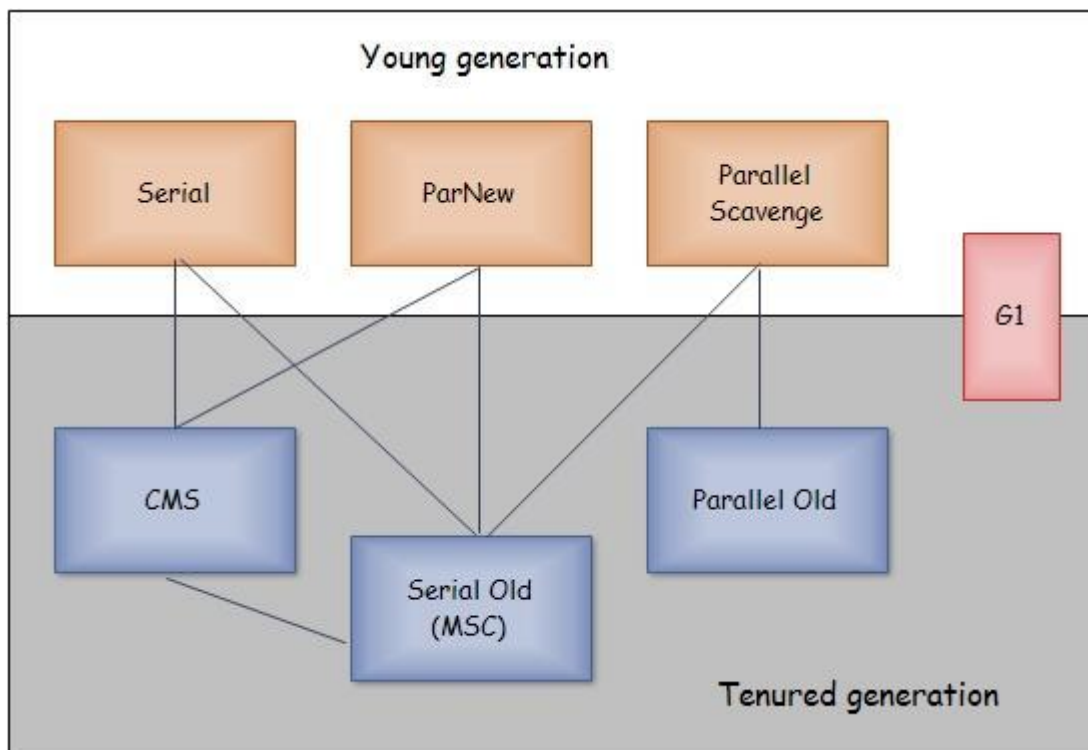 Young generation
Serial
ParNew
Parallel
Scavenge
G1
CMS
Parallel Old
Serial Old
(MSC)
Tenured generation